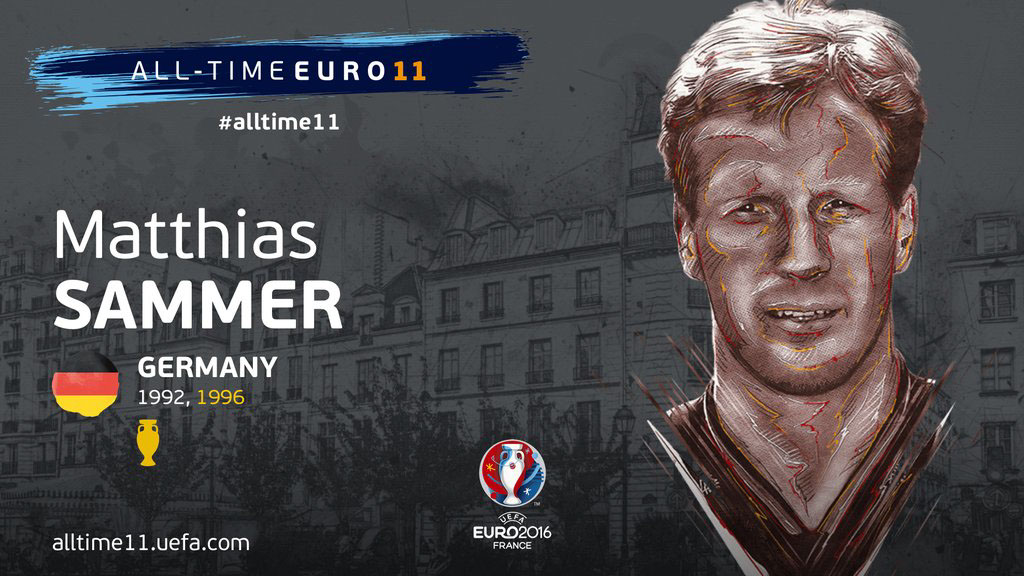 ALL-TIME EURO 11
#alltime11
Matthias
SAMMER
GERMANY
1992, 1996
UEFA
EURO2016
FRANCE
alltime11.uefa.com